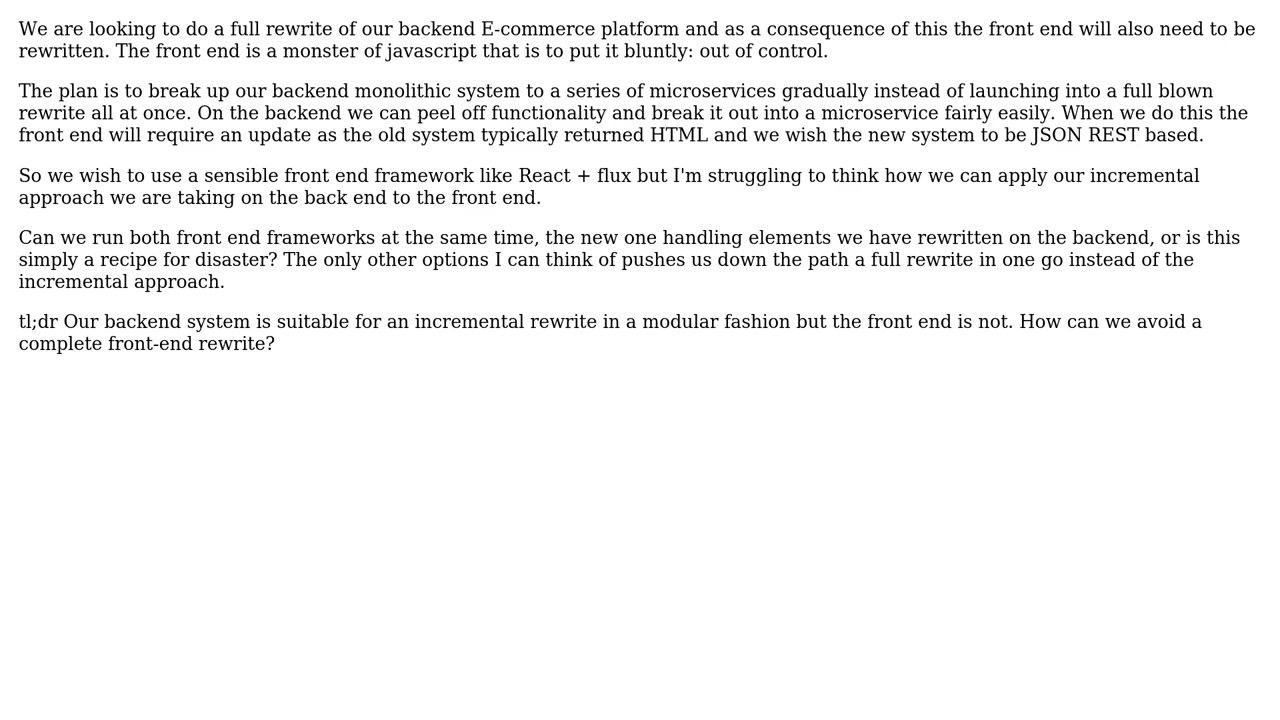 We are looking to do a full rewrite of our backend E-commerce platform and as a consequence of this the front end will also need to be
rewritten. The front end is a monster of javascript that is to put it bluntly: out of control.
The plan is to break up our backend monolithic system to a series of microservices gradually instead of launching into a full blown
rewrite all at once. On the backend we can peel off functionality and break it out into a microservice fairly easily. When we do this the
front end will require an update as the old system typically returned HTML and we wish the new system to be JSON REST based.
So we wish to use a sensible front end framework like React + flux but I'm struggling to think how we can apply our incremental
approach we are taking on the back end to the front end.
Can we run both front end frameworks at the same time, the new one handling elements we have rewritten on the backend, or is this
simply a recipe for disaster? The only other options I can think of pushes us down the path a full rewrite in one go instead of the
incremental approach.
tl;dr Our backend system is suitable for an incremental rewrite in a modular fashion but the front end is not. How can we avoid a
complete front-end rewrite?